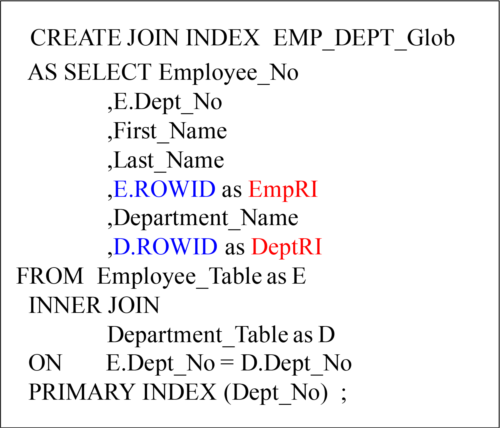 CREATE JOIN INDEX EMP_DEPT_Glob
AS SELECT Employee_No
,E.Dept_No
,First_Name
,Last_Name
,E.ROWID as EmpRI
,Department_Name
,D.ROWID as DeptRI
FROM Employee_Table as E
INNER JOIN
Department_Table as D
ON E.Dept_No = D.Dept_No
PRIMARY INDEX (Dept_No) ;